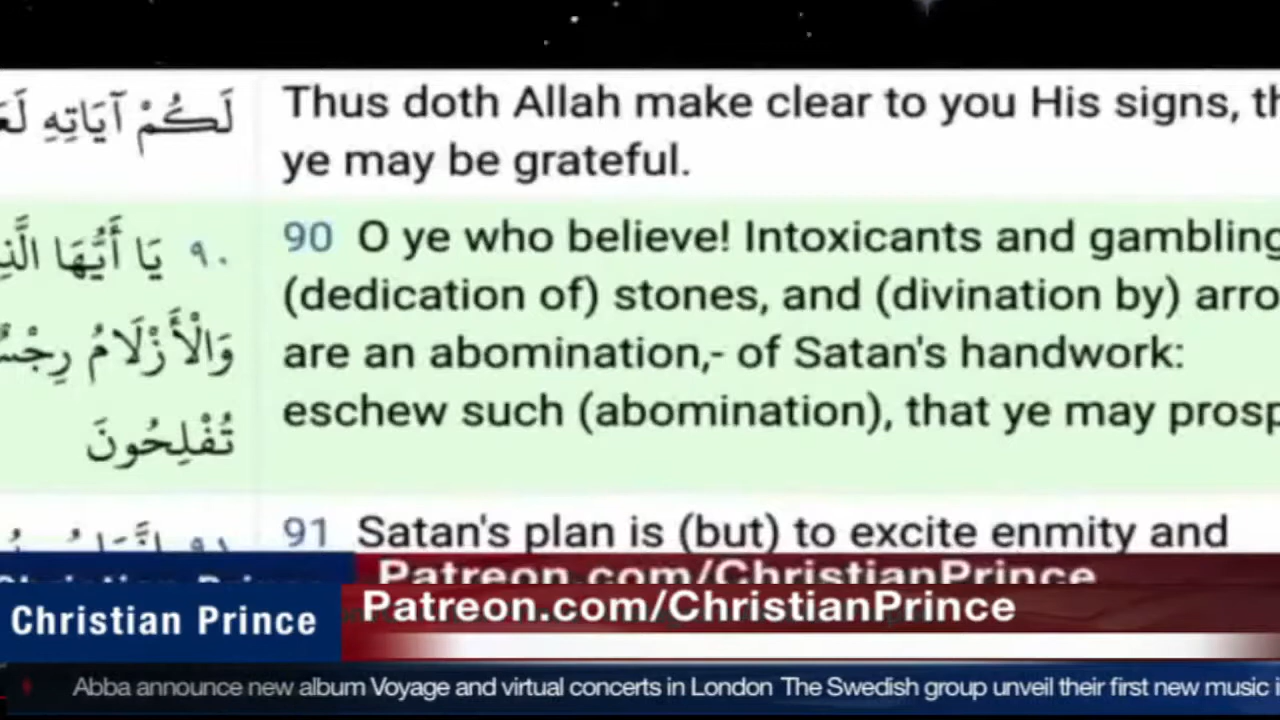 لَكُمْ آيَاتِهِ
Thus doth Allah make clear to you His signs,
ye may be grateful.
٩٠ يَا أَيُّهَا
90 O ye who believe! Intoxicants and gambling
(dedication of) stones, and (divination by)
وَالْأَزْلَامُ
are an abomination,- of Satan's handwork:
eschew such (abomination), that ye may
تُفْلِحُونَ
91 Satan's plan is (but) to excite enmity and
Patreon.com/ChristianPrince
Christian Prince
Patreon.com/ChristianPrince
Abba announce new album Voyage and virtual concerts in London The Swedish group unveil their first new music